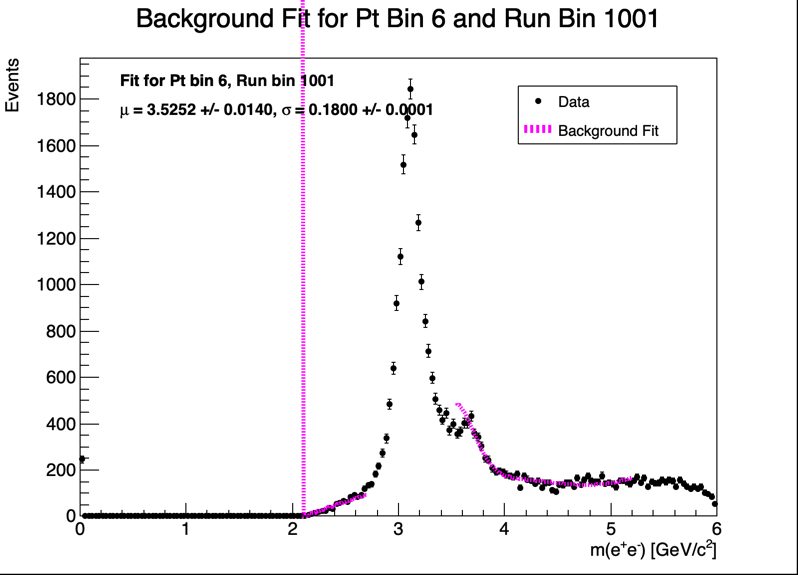 Background Fit for Pt Bin 6 and Run Bin 1001
Events
Fit for Pt bin 6, Run bin 1001
μ = 3.5252 +/- 0.0140, σ = 0.1800 +/- 0.0001
Data
Background Fit
1800
1600
1400
1200
1000
800
600
400
200
0
0 1 2 3 4 5 6
m(e⁺e⁻) [GeV/c²]